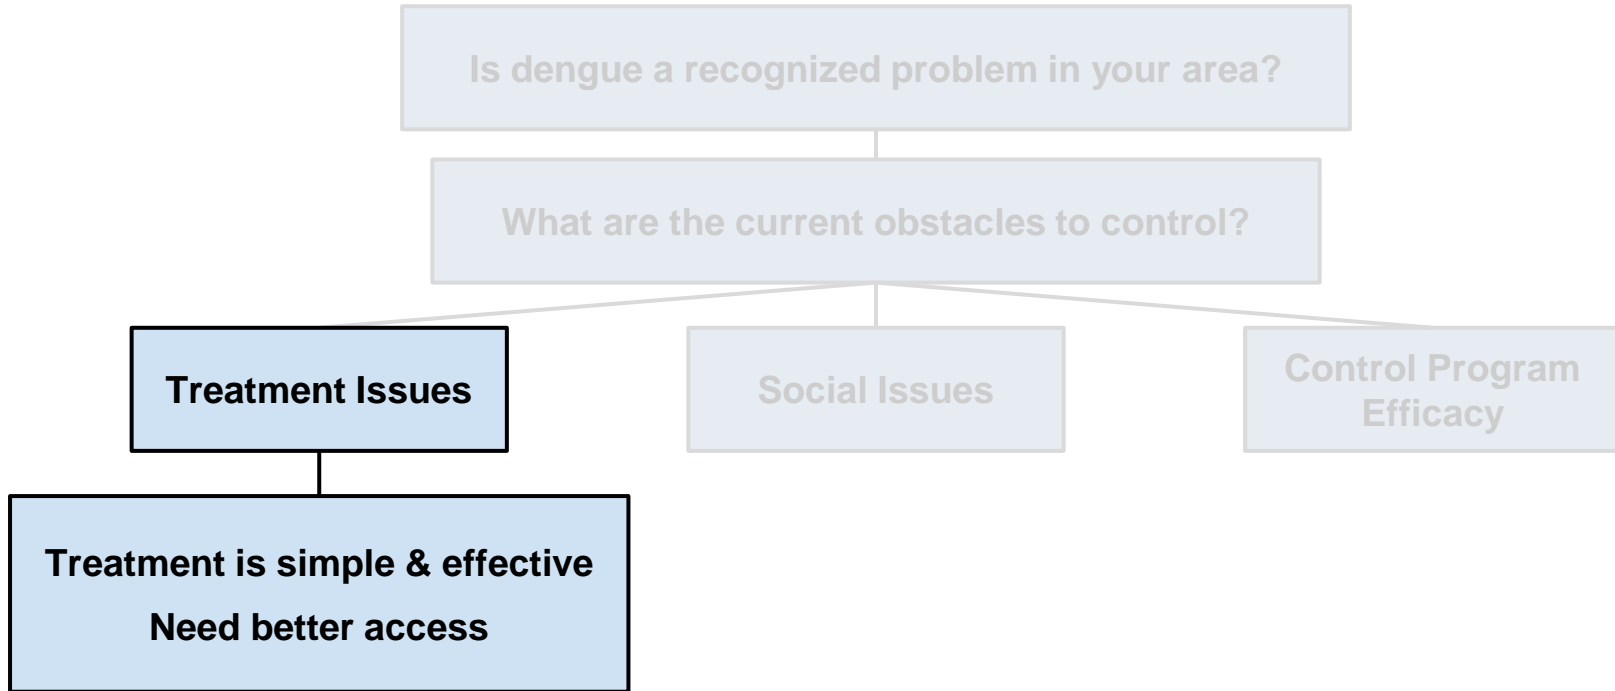 Is dengue a recognized problem in your area?
What are the current obstacles to control?
Treatment Issues
Social Issues
Control Program
Efficacy
Treatment is simple & effective
Need better access